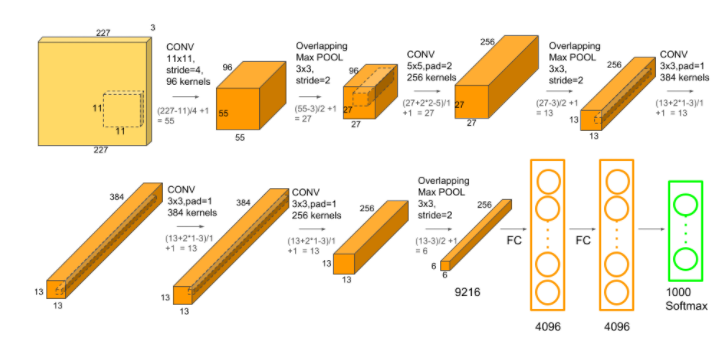 227
3
CONV
11x11,
stride=4,
96 kernels
(227-11)/4 +1
= 55
11
11
227
96
55
55
Overlapping
Max POOL
3x3,
stride=2
(55-3)/2 +1
= 27
96
27
27
CONV
5x5,pad=2
256 kernels
(27+2*2-5)/1
+1 = 27
256
27
27
Overlapping
Max POOL
3x3,
stride=2
(27-3)/2 +1
= 13
256
13
13
CONV
3x3,pad=1
384 kernels
(13+2*1-3)/1
+1 = 13
384
13
13
CONV
3x3,pad=1
384 kernels
(13+2*1-3)/1
+1 = 13
384
13
13
CONV
3x3,pad=1
256 kernels
(13+2*1-3)/1
+1 = 13
256
13
13
Overlapping
Max POOL
3x3,
stride=2
(13-3)/2 +1
= 6
256
6
6
9216
FC
4096
FC
4096
1000
Softmax